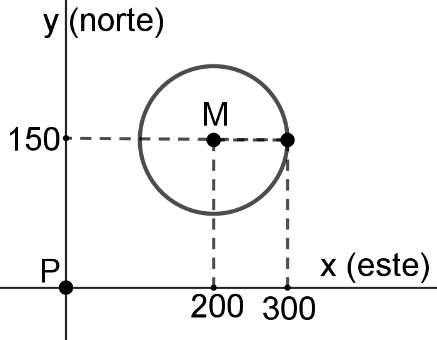 y (norte)
M
150
P
x (este)
200 300